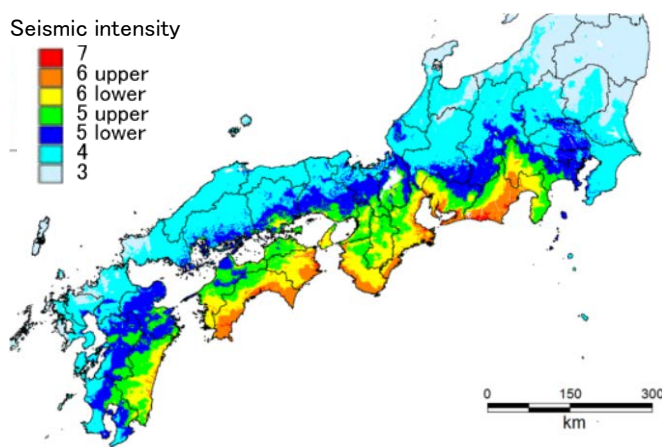 Seismic intensity
7
6 upper
6 lower
5 upper
5 lower
4
3
0 150 300
km